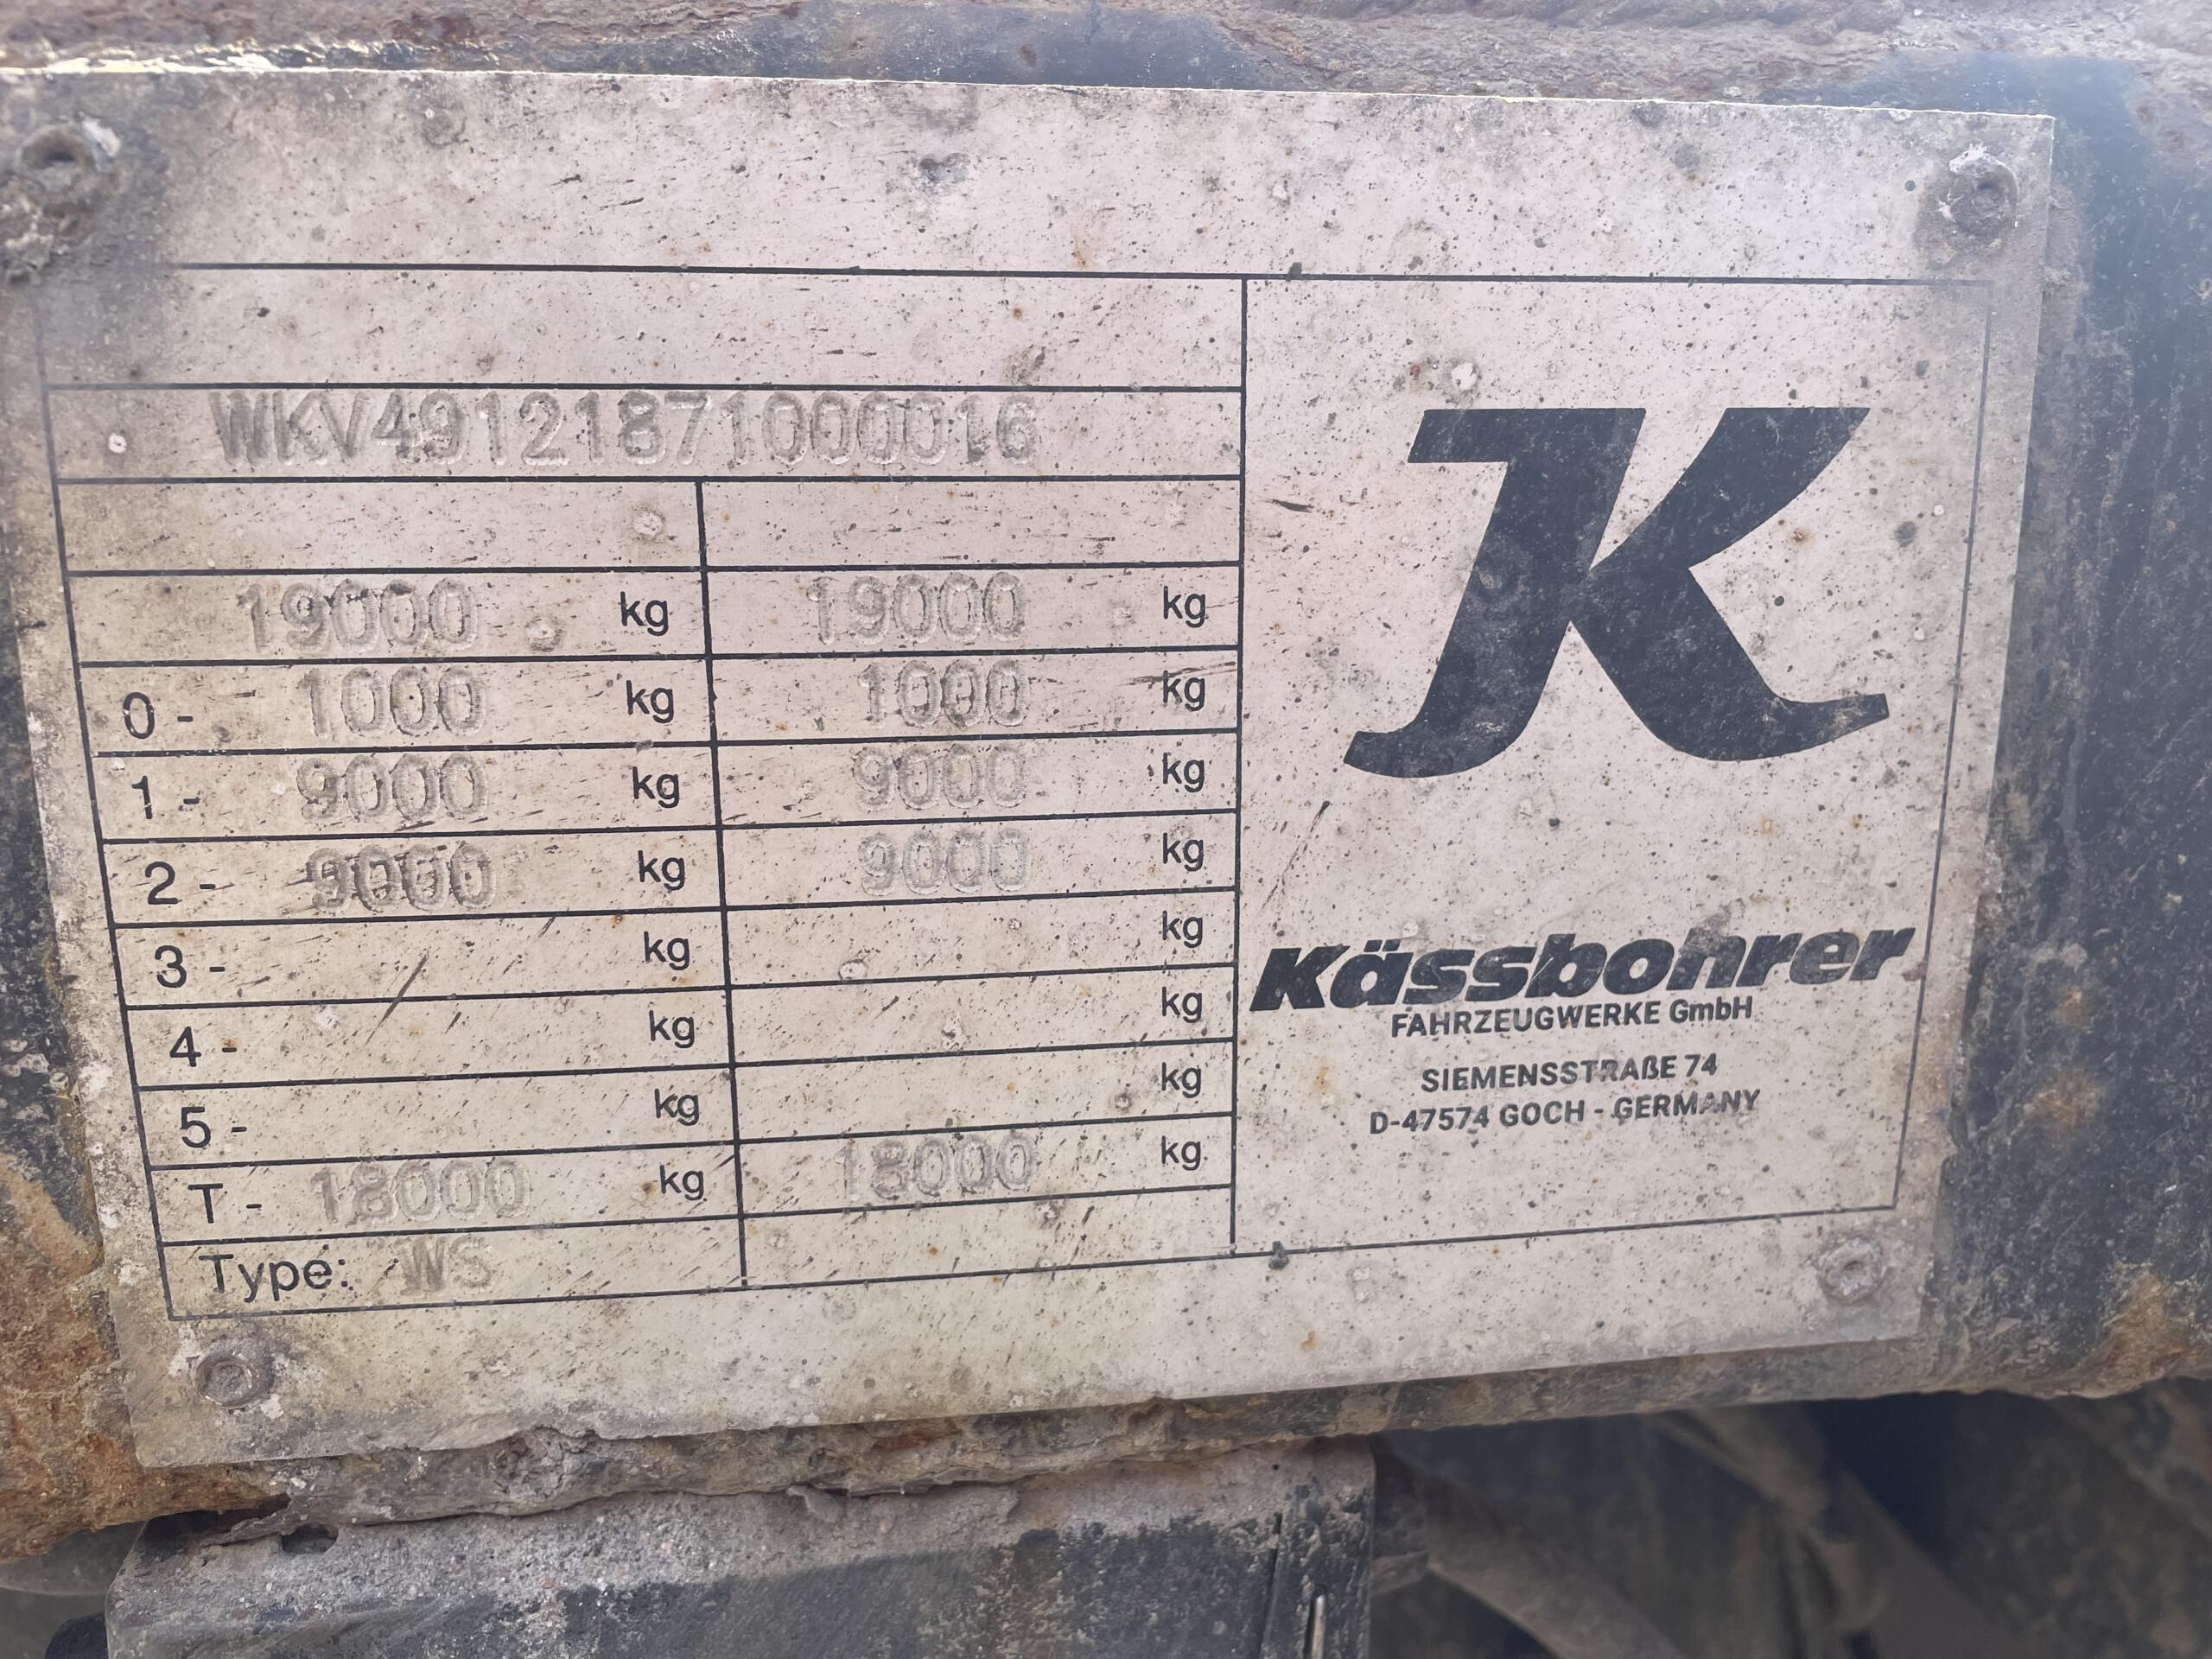 WKV49121871000016
19000 kg 19000 kg
0 - 1000 kg 1000 kg
1 - 9000 kg 9000 kg
2 - 9000 kg 9000 kg
3 - kg kg
4 - kg kg
5 - kg kg
T - 18000 kg 18000 kg
Type: WS
K
Kässbohrer
FAHRZEUGWERKE GmbH
SIEMENSSTRAßE 74
D-47574 GOCH - GERMANY